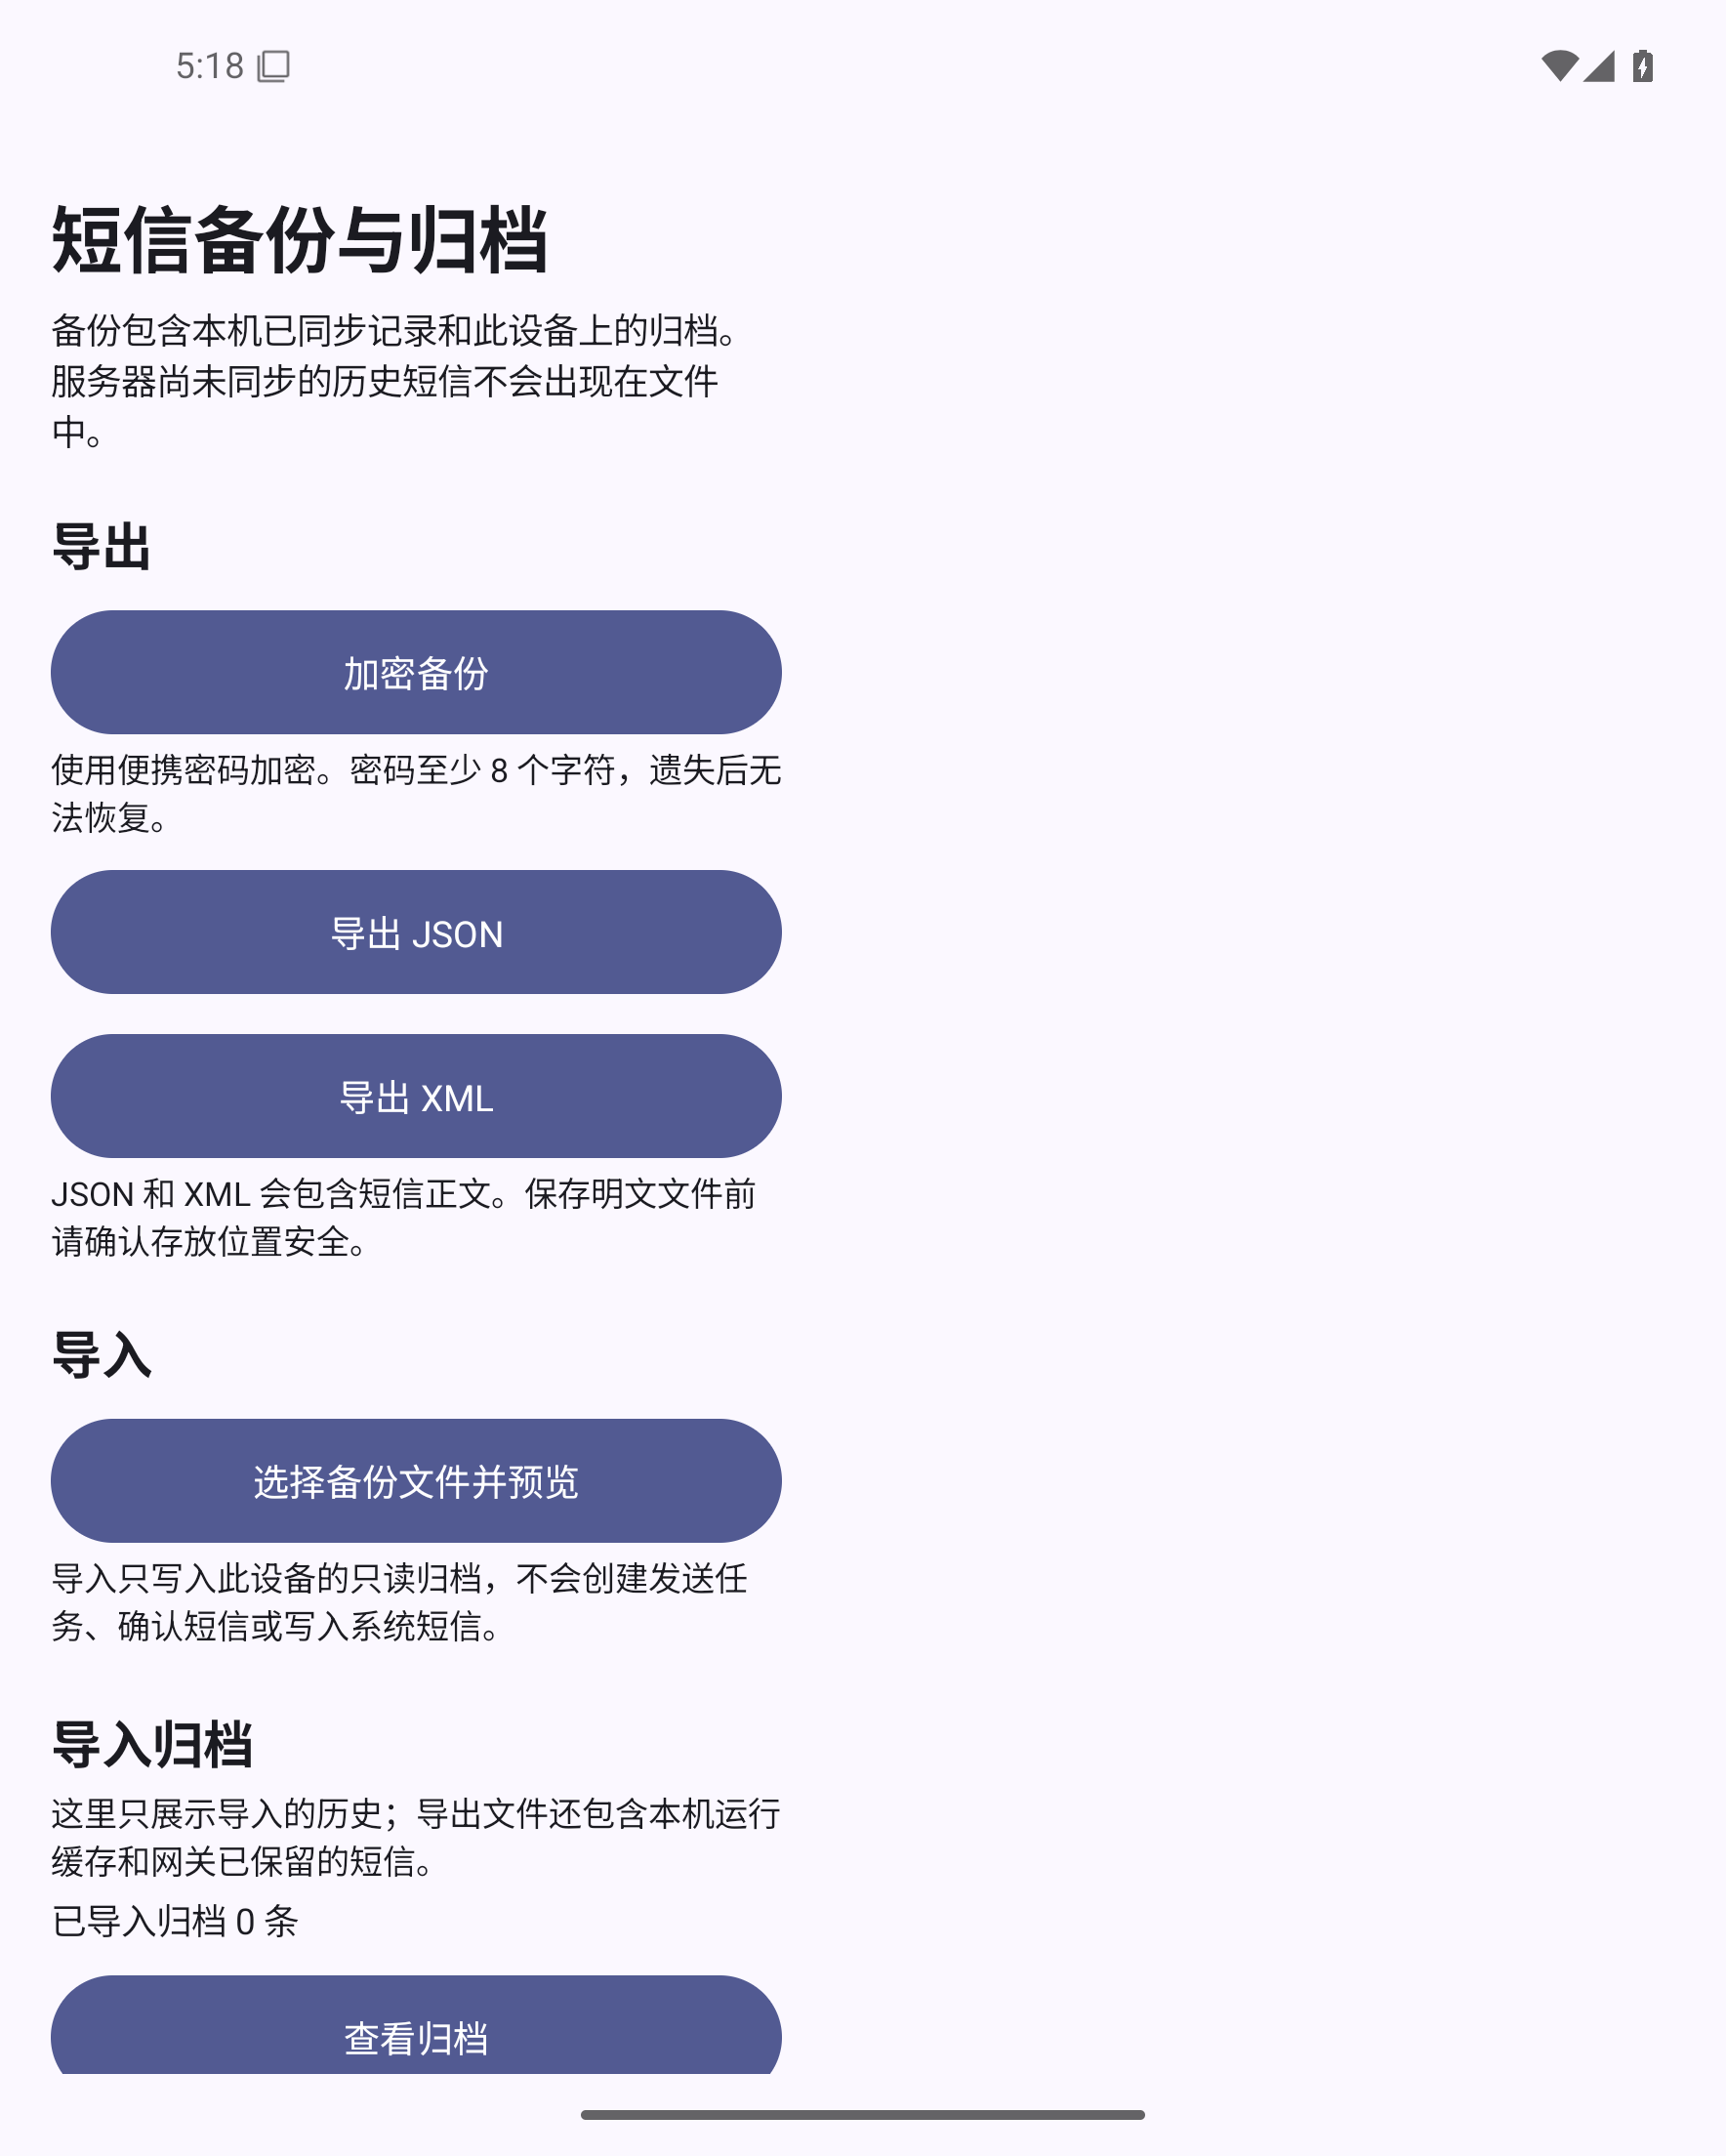 5:18
短信备份与归档
备份包含本机已同步记录和此设备上的归档。
服务器尚未同步的历史短信不会出现在文件
中。
导出
加密备份
使用便携密码加密。密码至少 8 个字符，遗失后无
法恢复。
导出 JSON
导出 XML
JSON 和 XML 会包含短信正文。保存明文文件前
请确认存放位置安全。
导入
选择备份文件并预览
导入只写入此设备的只读归档，不会创建发送任
务、确认短信或写入系统短信。
导入归档
这里只展示导入的历史；导出文件还包含本机运行
缓存和网关已保留的短信。
已导入归档 0 条
查看归档